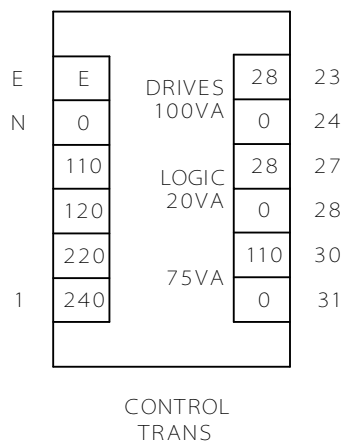 E E DRIVES 28 23
N 0 100VA 0 24
110 LOGIC 28 27
120 20VA 0 28
220 75VA 110 30
1 240 0 31
CONTROL
TRANS